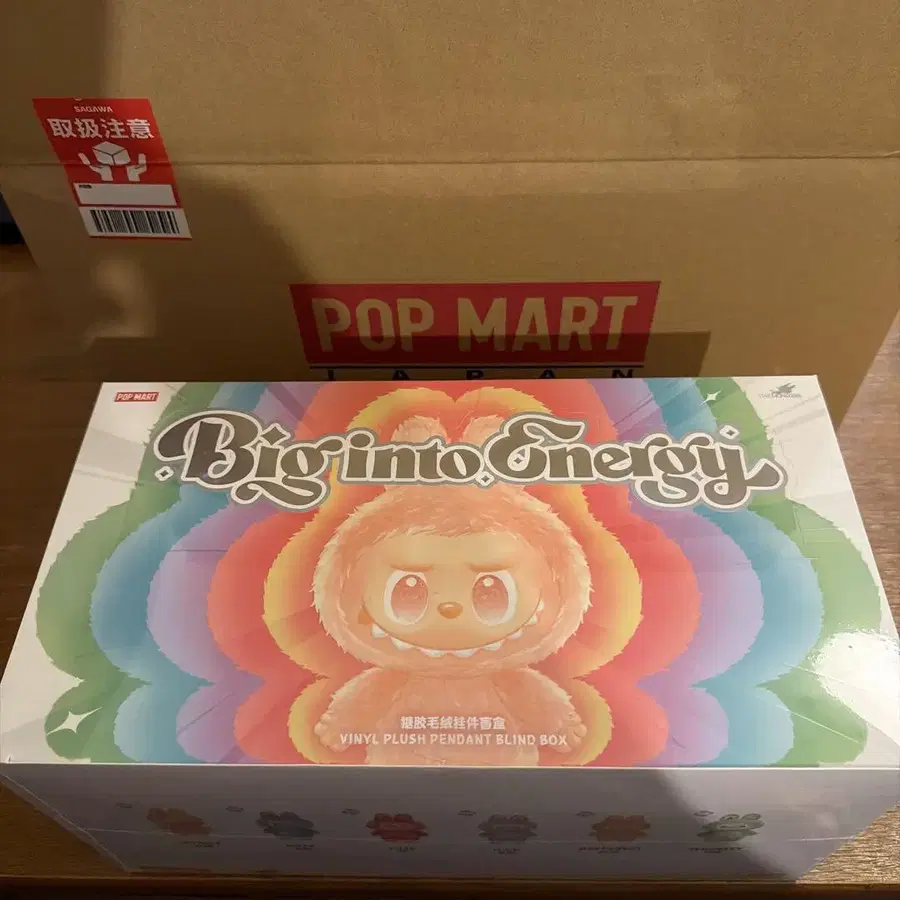 SAGAWA
取扱注意
POP MART
JAPAN
POP MART
Big into Energy
搪胶毛绒挂件盲盒
VINYL PLUSH PENDANT BLIND BOX